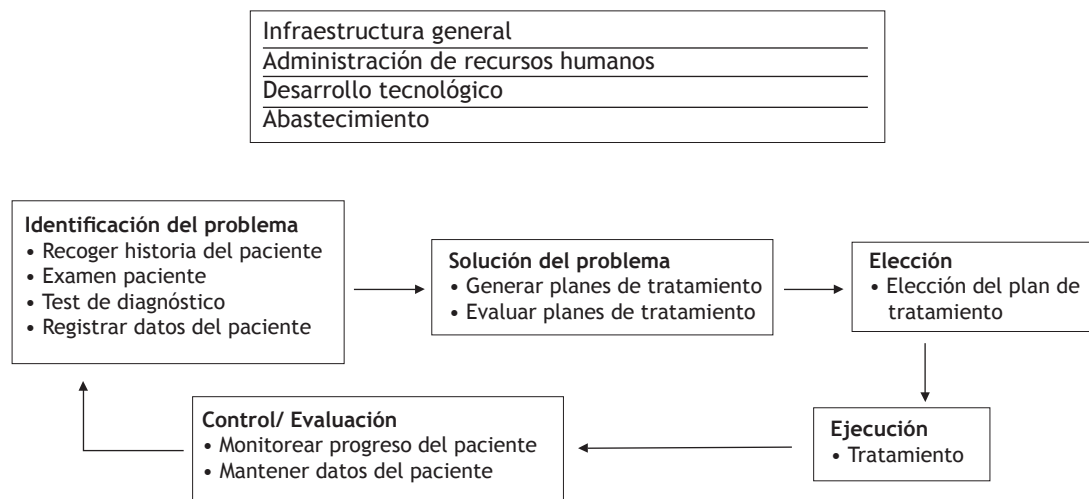 Infraestructura general
Administración de recursos humanos
Desarrollo tecnológico
Abastecimiento
Identificación del problema
• Recoger historia del paciente
• Examen paciente
• Test de diagnóstico
• Registrar datos del paciente
Solución del problema
• Generar planes de tratamiento
• Evaluar planes de tratamiento
Elección
• Elección del plan de
tratamiento
Ejecución
• Tratamiento
Control/ Evaluación
• Monitorear progreso del paciente
• Mantener datos del paciente